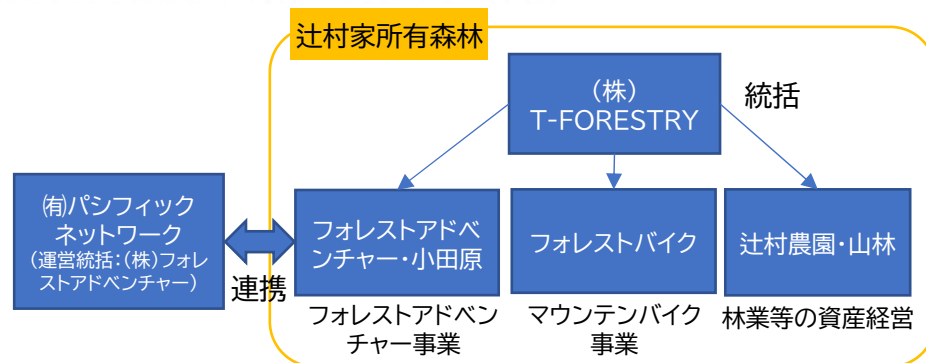 辻村家所有森林
(株)
T-FORESTRY
統括
㈲パシフィック
ネットワーク
(運営統括:(株)フォレ
ストアドベンチャー)
連携
フォレストアドベ
ンチャー・小田原
フォレストバイク
辻村農園・山林
フォレストアドベン
チャー事業
マウンテンバイク
事業
林業等の資産経営